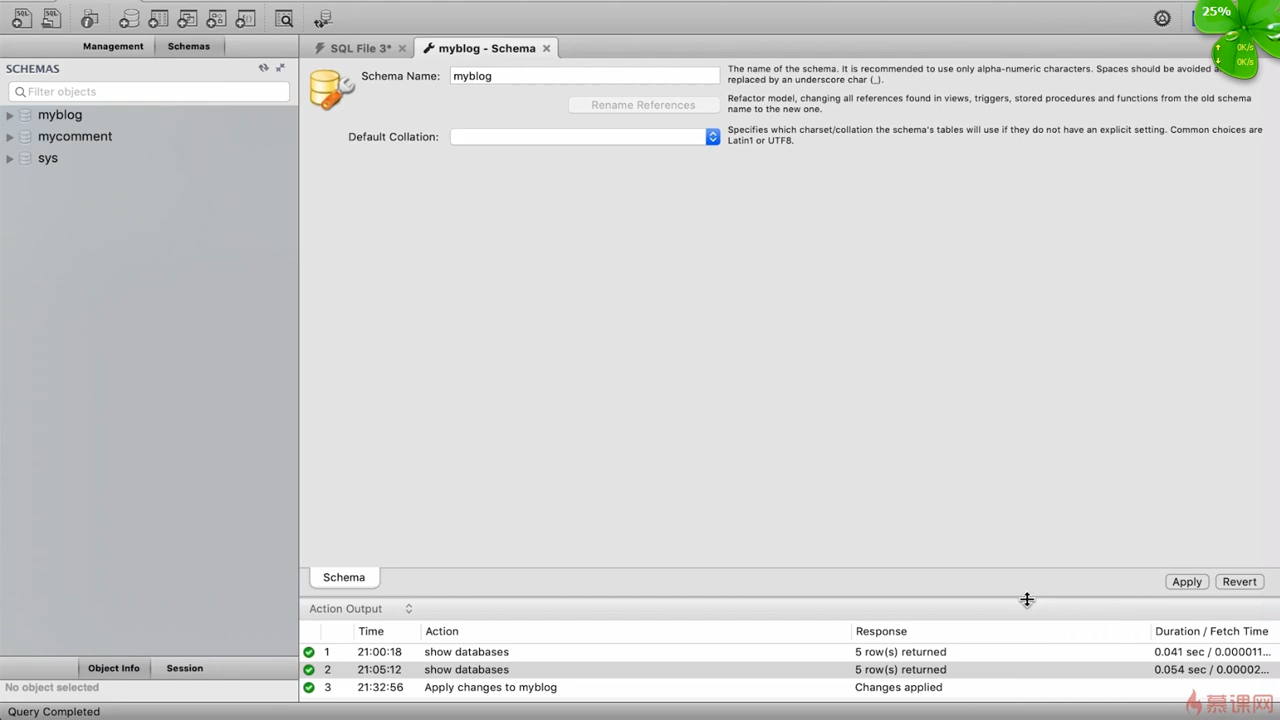 25%
Management
Schemas
SQL File 3*
myblog - Schema
0K/s
0K/s
SCHEMAS
Filter objects
myblog
mycomment
sys
Schema Name:
myblog
The name of the schema. It is recommended to use only alpha-numeric characters. Spaces should be avoided
replaced by an underscore char (_).
Rename References
Refactor model, changing all references found in views, triggers, stored procedures and functions from the old schema
name to the new one.
Default Collation:
Specifies which charset/collation the schema's tables will use if they do not have an explicit setting. Common choices are
Latin1 or UTF8.
Schema
Apply
Revert
Action Output
Time
Action
Response
Duration / Fetch Time
1 21:00:18 show databases 5 row(s) returned 0.041 sec / 0.000011...
2 21:05:12 show databases 5 row(s) returned 0.054 sec / 0.00002...
3 21:32:56 Apply changes to myblog Changes applied
Object Info
Session
No object selected
Query Completed
慕课网